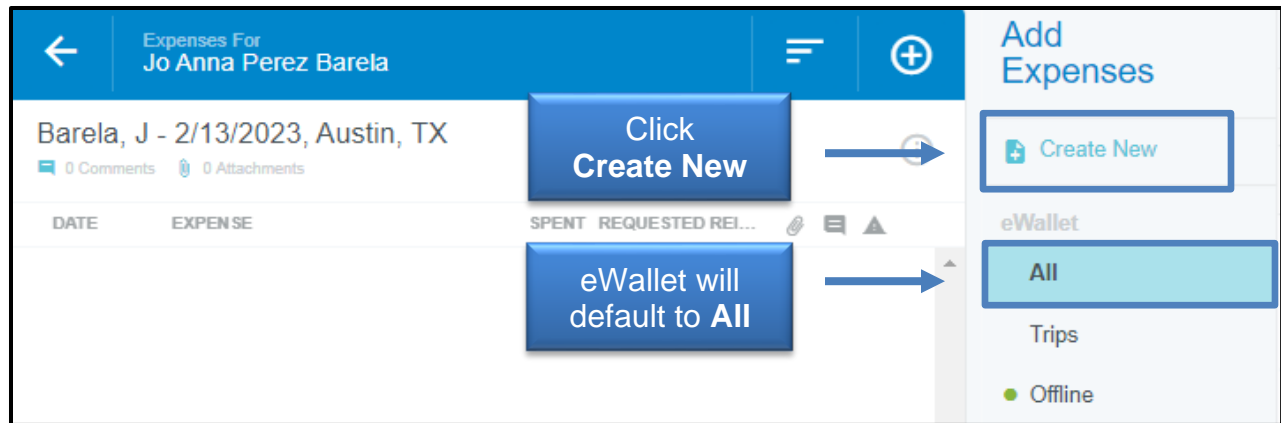 Expenses For
Jo Anna Perez Barela
Add
Expenses
Barela, J - 2/13/2023, Austin, TX
0 Comments 0 Attachments
Click
Create New
Create New
DATE EXPENSE SPENT REQUESTED REI...
eWallet
eWallet will
default to All
All
Trips
Offline